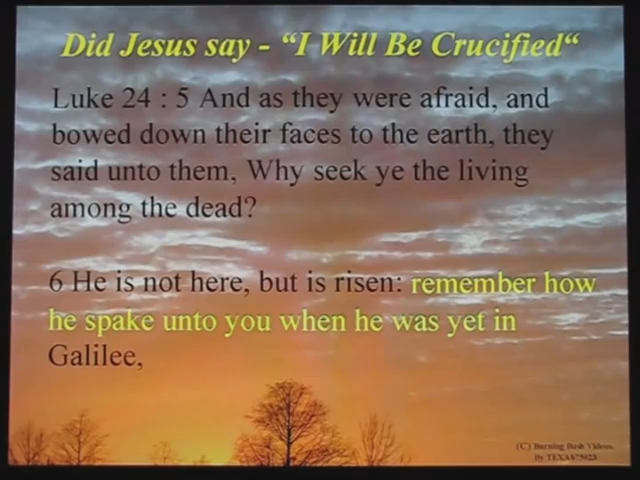 Did Jesus say - “I Will Be Crucified“
Luke 24 : 5 And as they were afraid, and
bowed down their faces to the earth, they
said unto them, Why seek ye the living
among the dead?
6 He is not here, but is risen: remember how
he spake unto you when he was yet in
Galilee,
(C) Burning Bush Videos.
By TEXAS75023